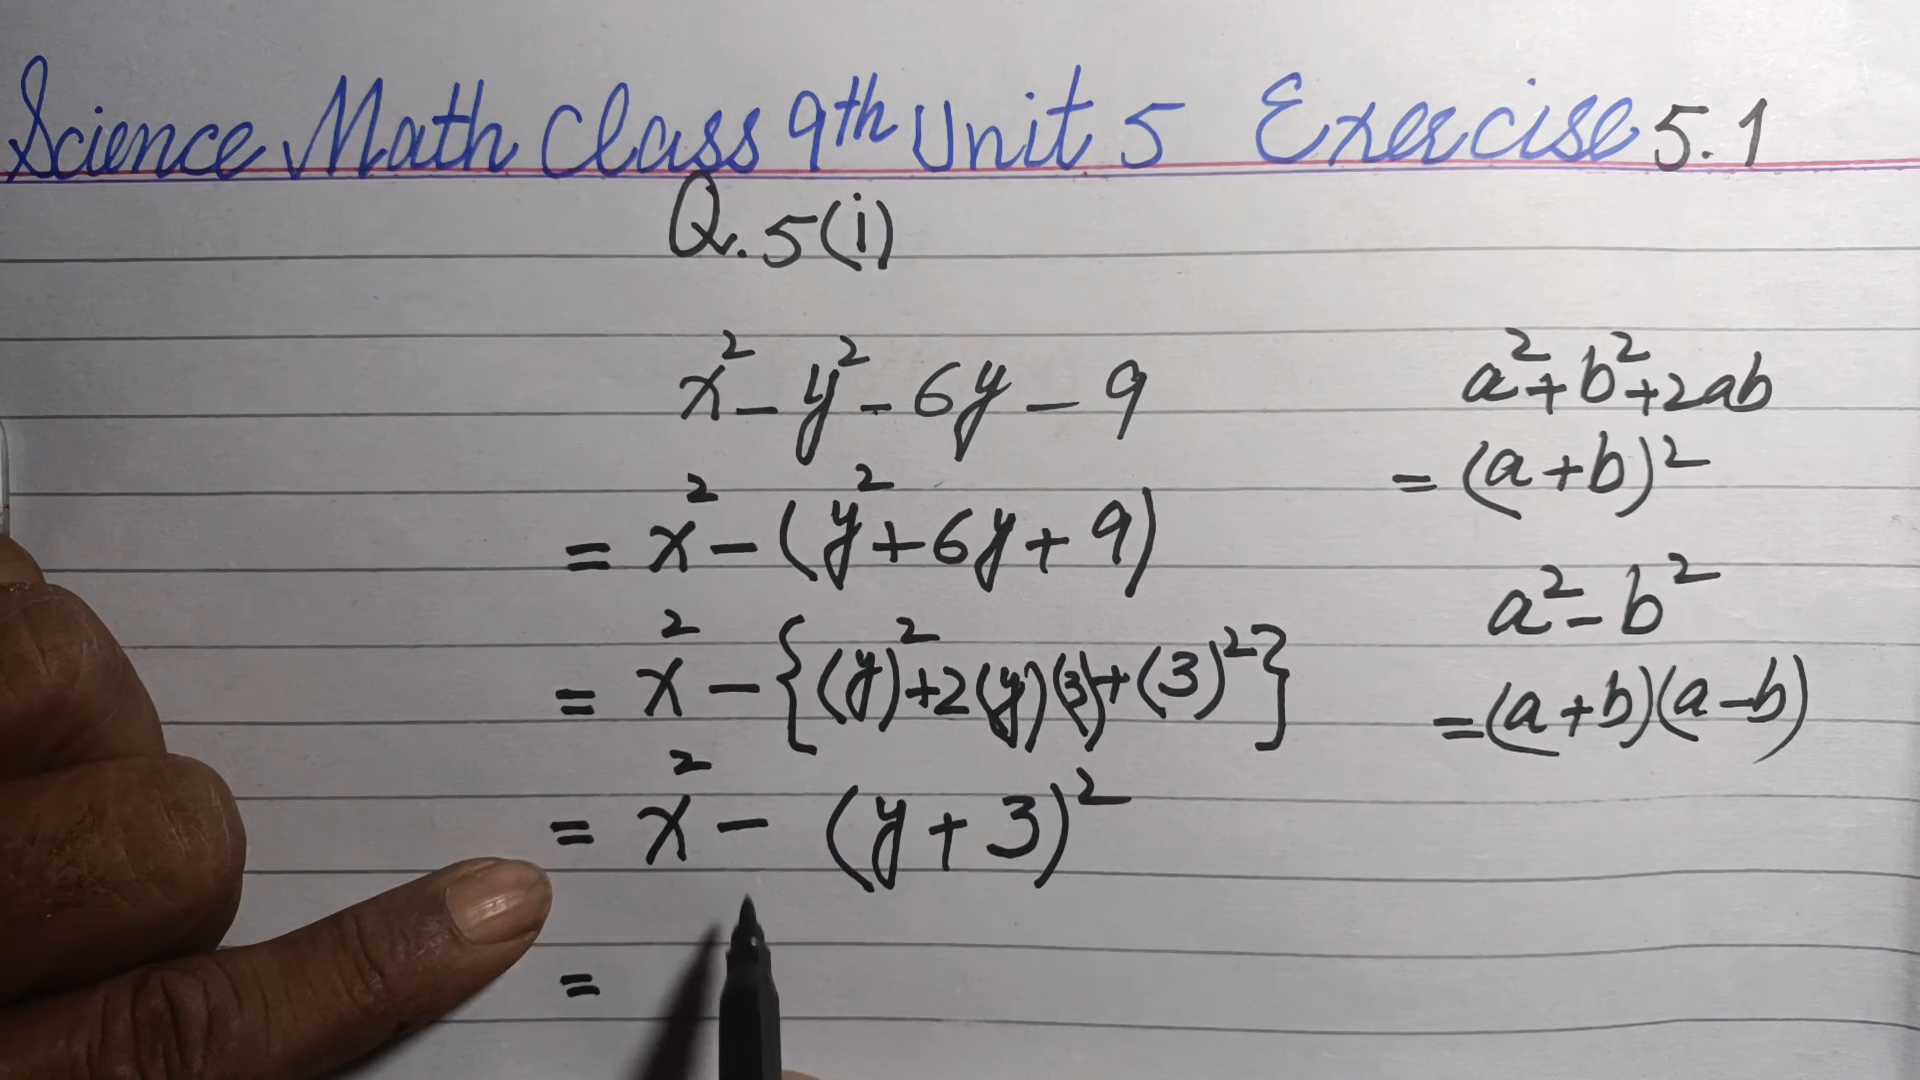 Science Math Class 9th Unit 5 Exercise 5.1
Q.5(i)
x² - y² - 6y - 9
= x² - (y² + 6y + 9)
= x² - {(y)² + 2(y)(3) + (3)²}
= x² - (y + 3)²
=
a² + b² + 2ab
= (a + b)²
a² - b²
= (a + b)(a - b)